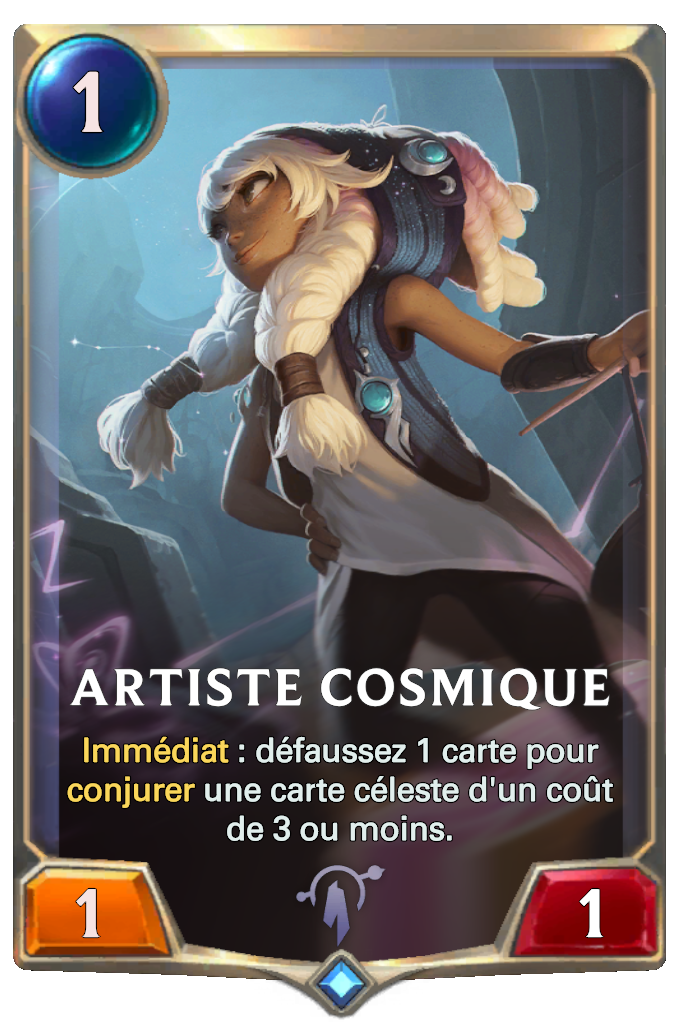 1
ARTISTE COSMIQUE
Immédiat : défaussez 1 carte pour
conjurer une carte céleste d'un coût
de 3 ou moins.
1
1